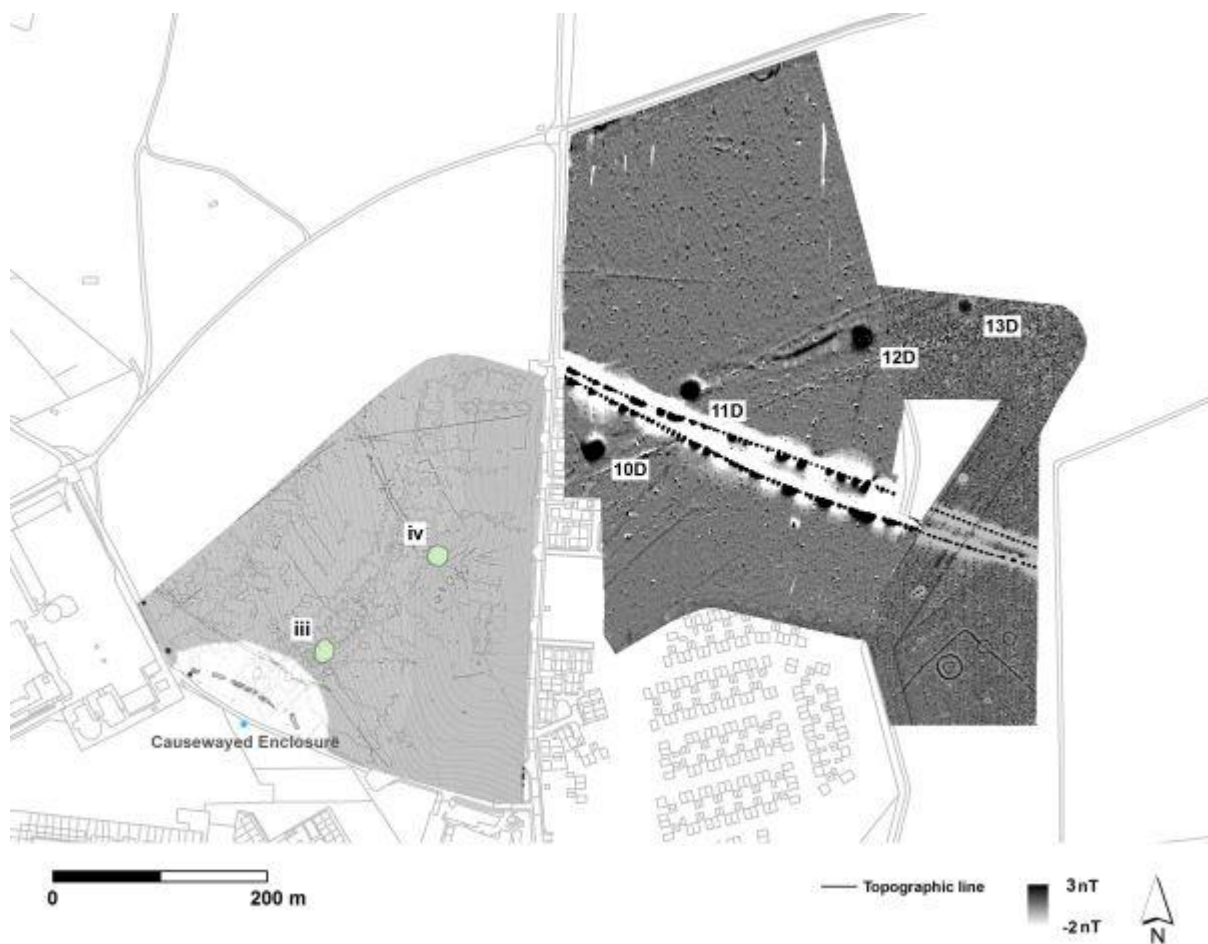 13D
12D
11D
10D
iv
iii
Causewayed Enclosure
0
200 m
Topographic line
3 nT
-2 nT
N